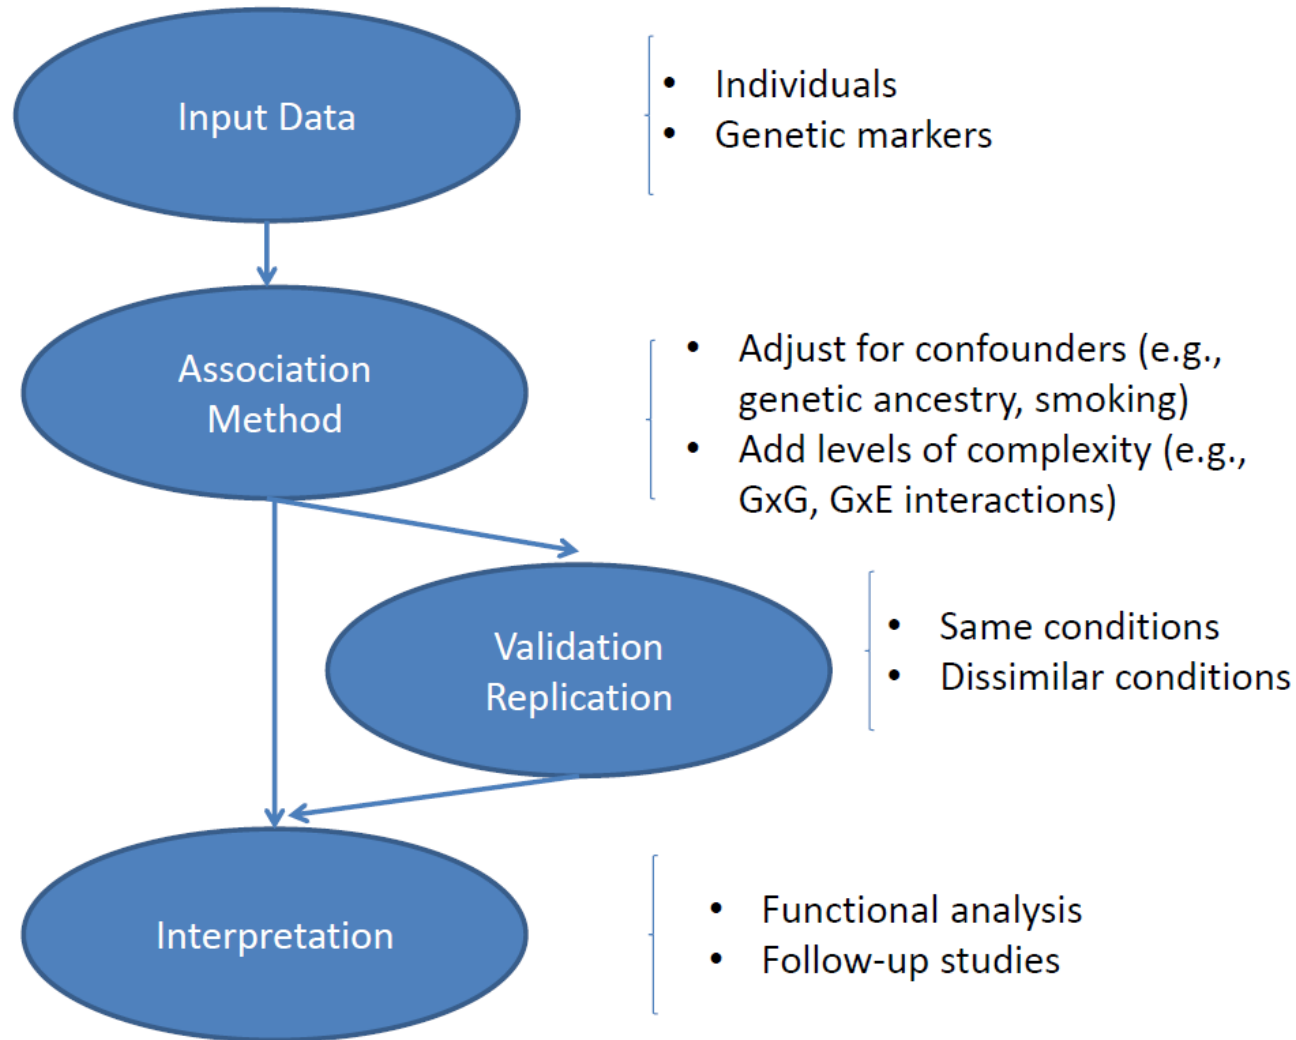 Input Data
• Individuals
• Genetic markers
Association
Method
• Adjust for confounders (e.g.,
genetic ancestry, smoking)
• Add levels of complexity (e.g.,
GxG, GxE interactions)
Validation
Replication
• Same conditions
• Dissimilar conditions
Interpretation
• Functional analysis
• Follow-up studies